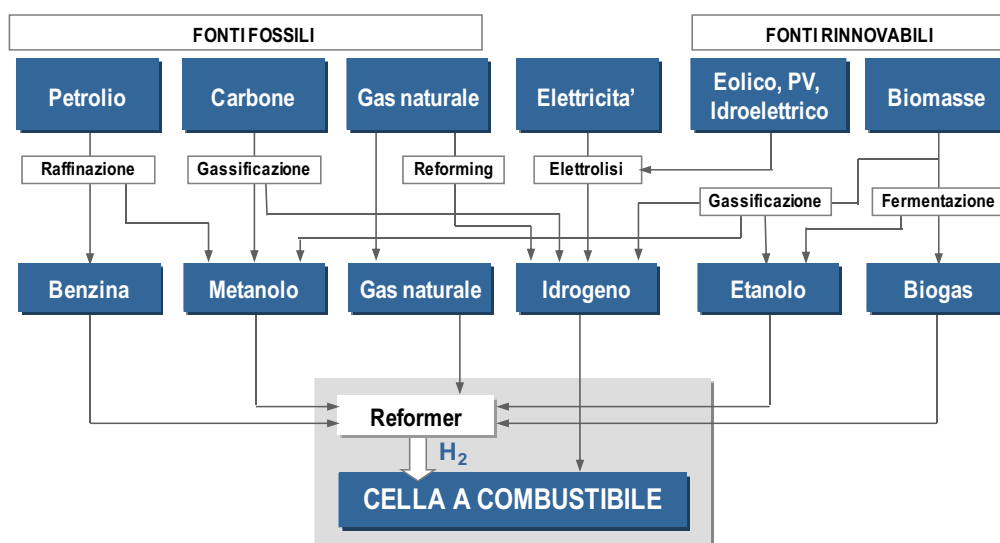 FONTI FOSSILI
FONTI RINNOVABILI
Petrolio
Carbone
Gas naturale
Elettricita’
Eolico, PV,
Idroelettrico
Biomasse
Raffinazione
Gassificazione
Reforming
Elettrolisi
Gassificazione
Fermentazione
Benzina
Metanolo
Gas naturale
Idrogeno
Etanolo
Biogas
Reformer
H2
CELLA A COMBUSTIBILE